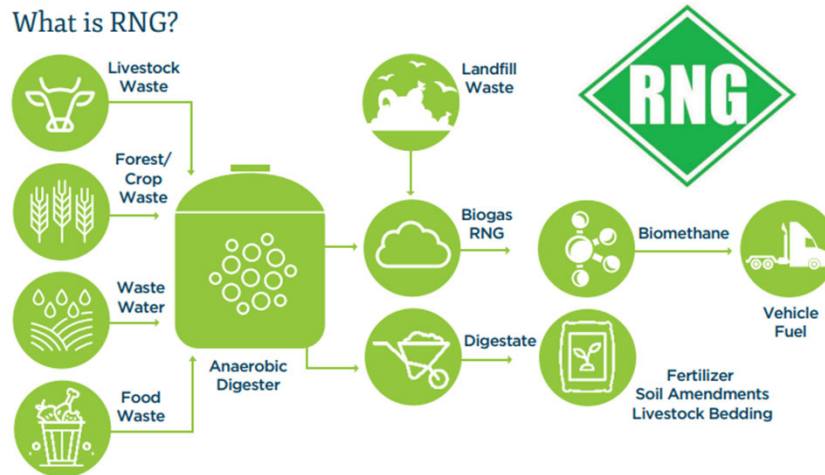 What is RNG?
Livestock
Waste
Landfill
Waste
RNG
Forest/
Crop
Waste
Biogas
RNG
Biomethane
Waste
Water
Vehicle
Fuel
Anaerobic
Digester
Digestate
Food
Waste
Fertilizer
Soil Amendments
Livestock Bedding